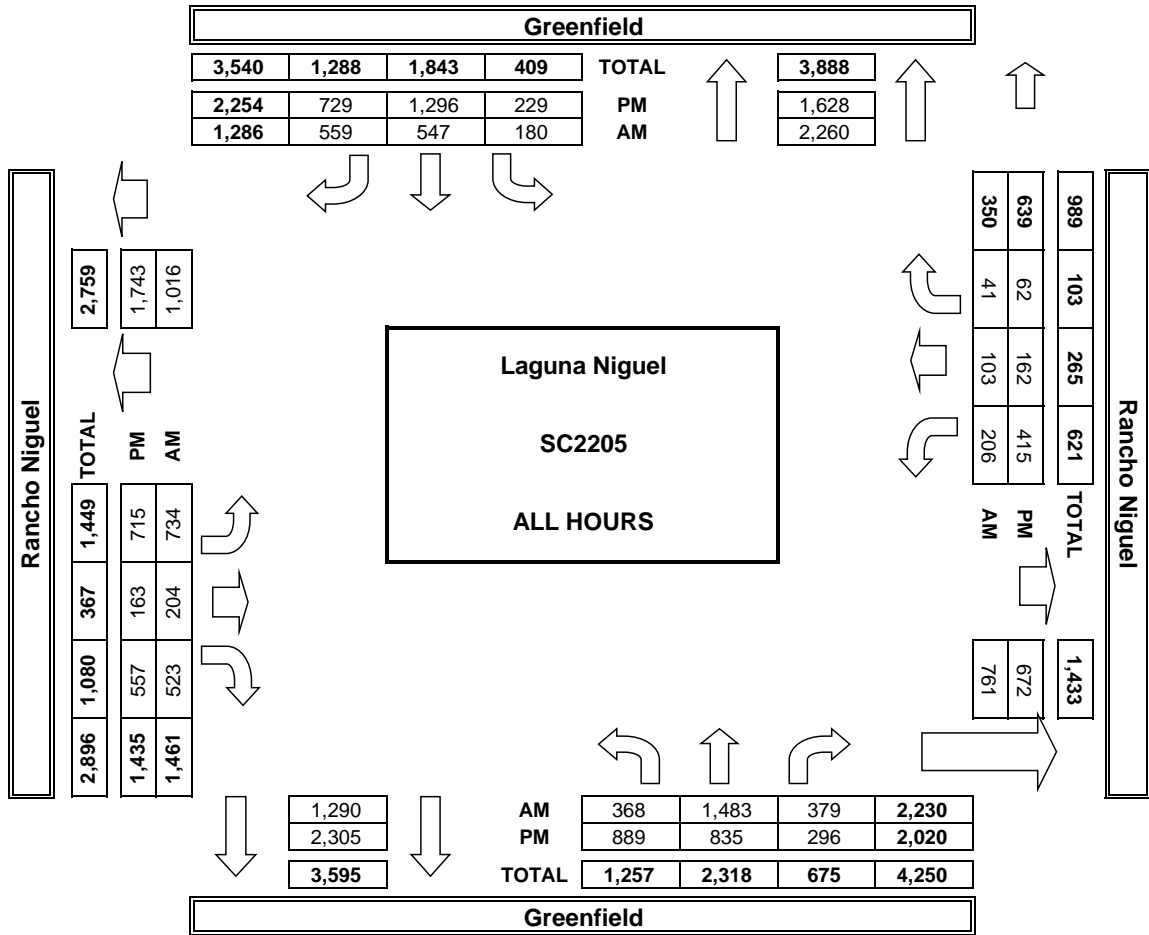 Greenfield
3,540 1,288 1,843 409 TOTAL 3,888
2,254 729 1,296 229 PM 1,628
1,286 559 547 180 AM 2,260
Rancho Niguel
2,759
1,743
1,016
TOTAL
PM
AM
1,449 367 1,080 2,896
715 163 557 1,435
734 204 523 1,461
Laguna Niguel
SC2205
ALL HOURS
989 103 265 621 TOTAL 1,433
639 62 162 415 PM 672
350 41 103 206 AM 761
Rancho Niguel
1,290 AM 368 1,483 379 2,230
2,305 PM 889 835 296 2,020
3,595 TOTAL 1,257 2,318 675 4,250
Greenfield